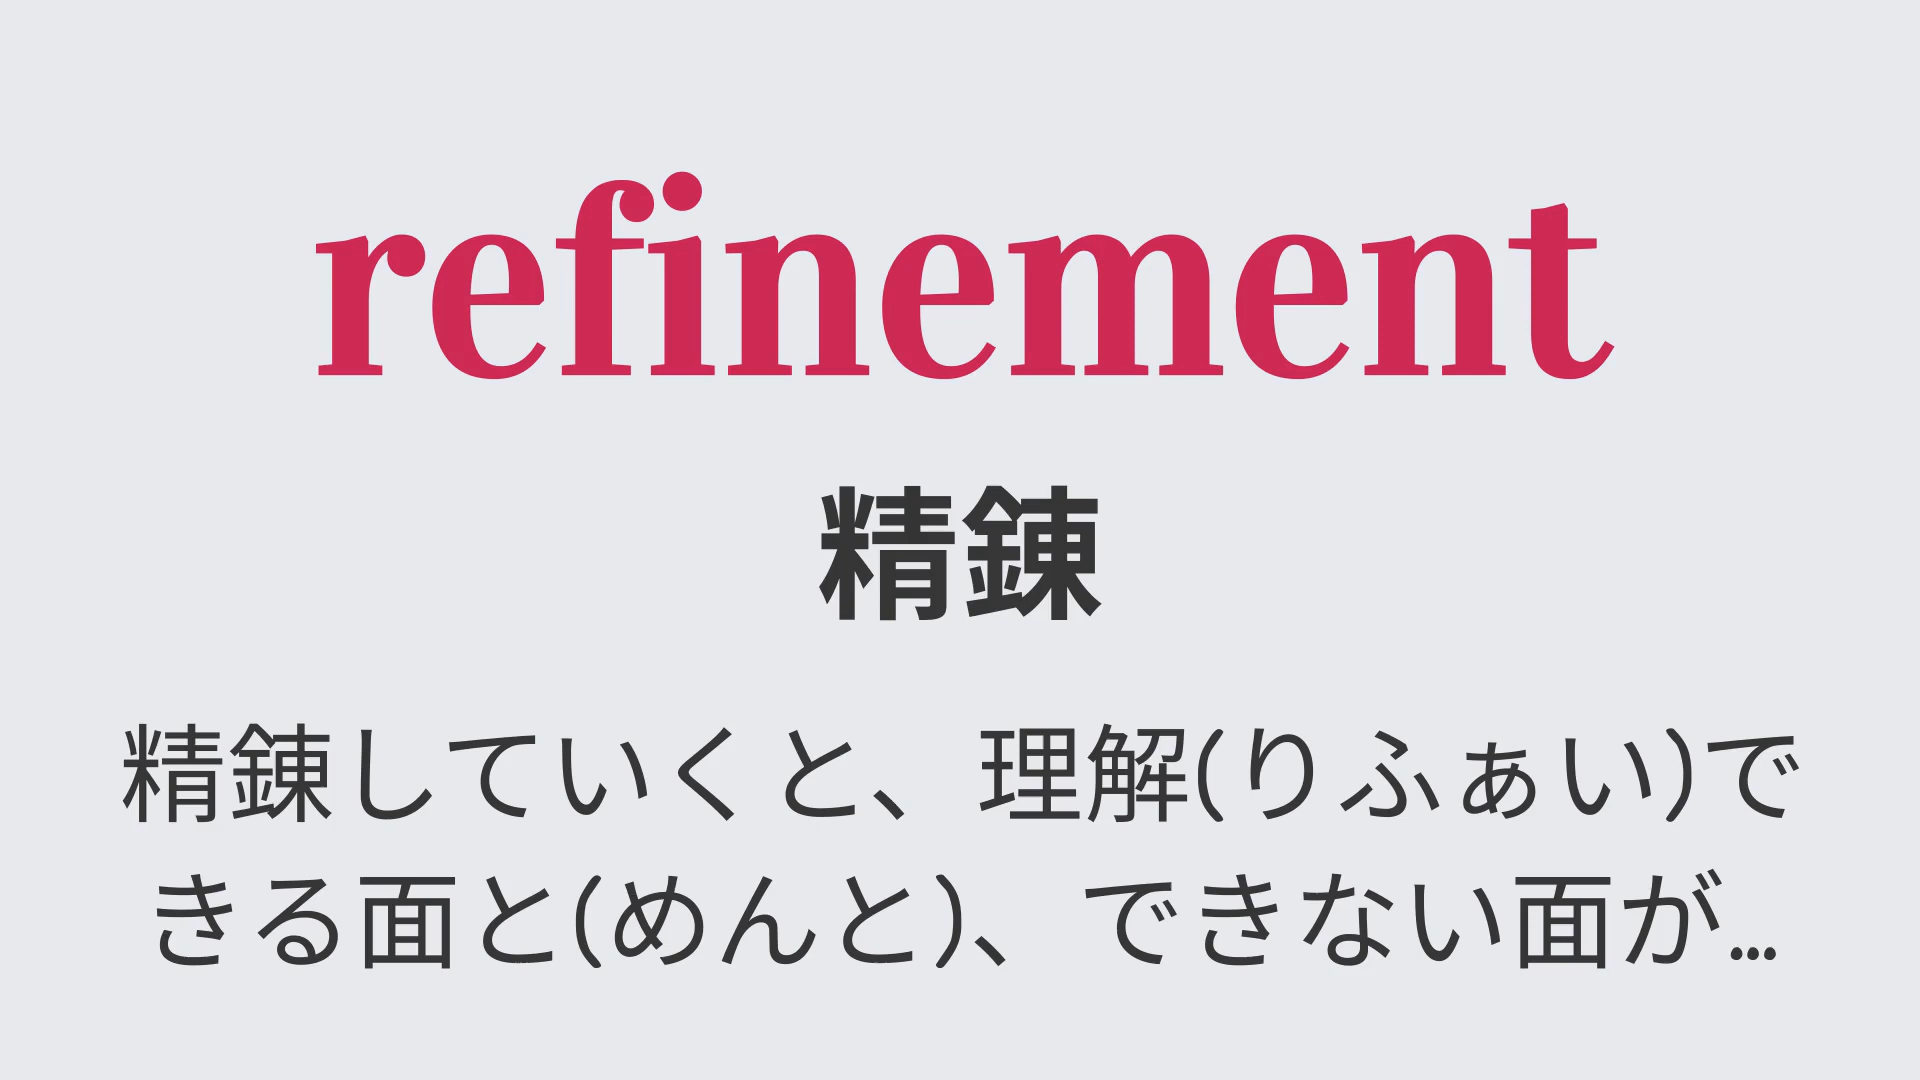 refinement
精錬
精錬していくと、理解(りふぁい)で
きる面と(めんと)、できない面が…